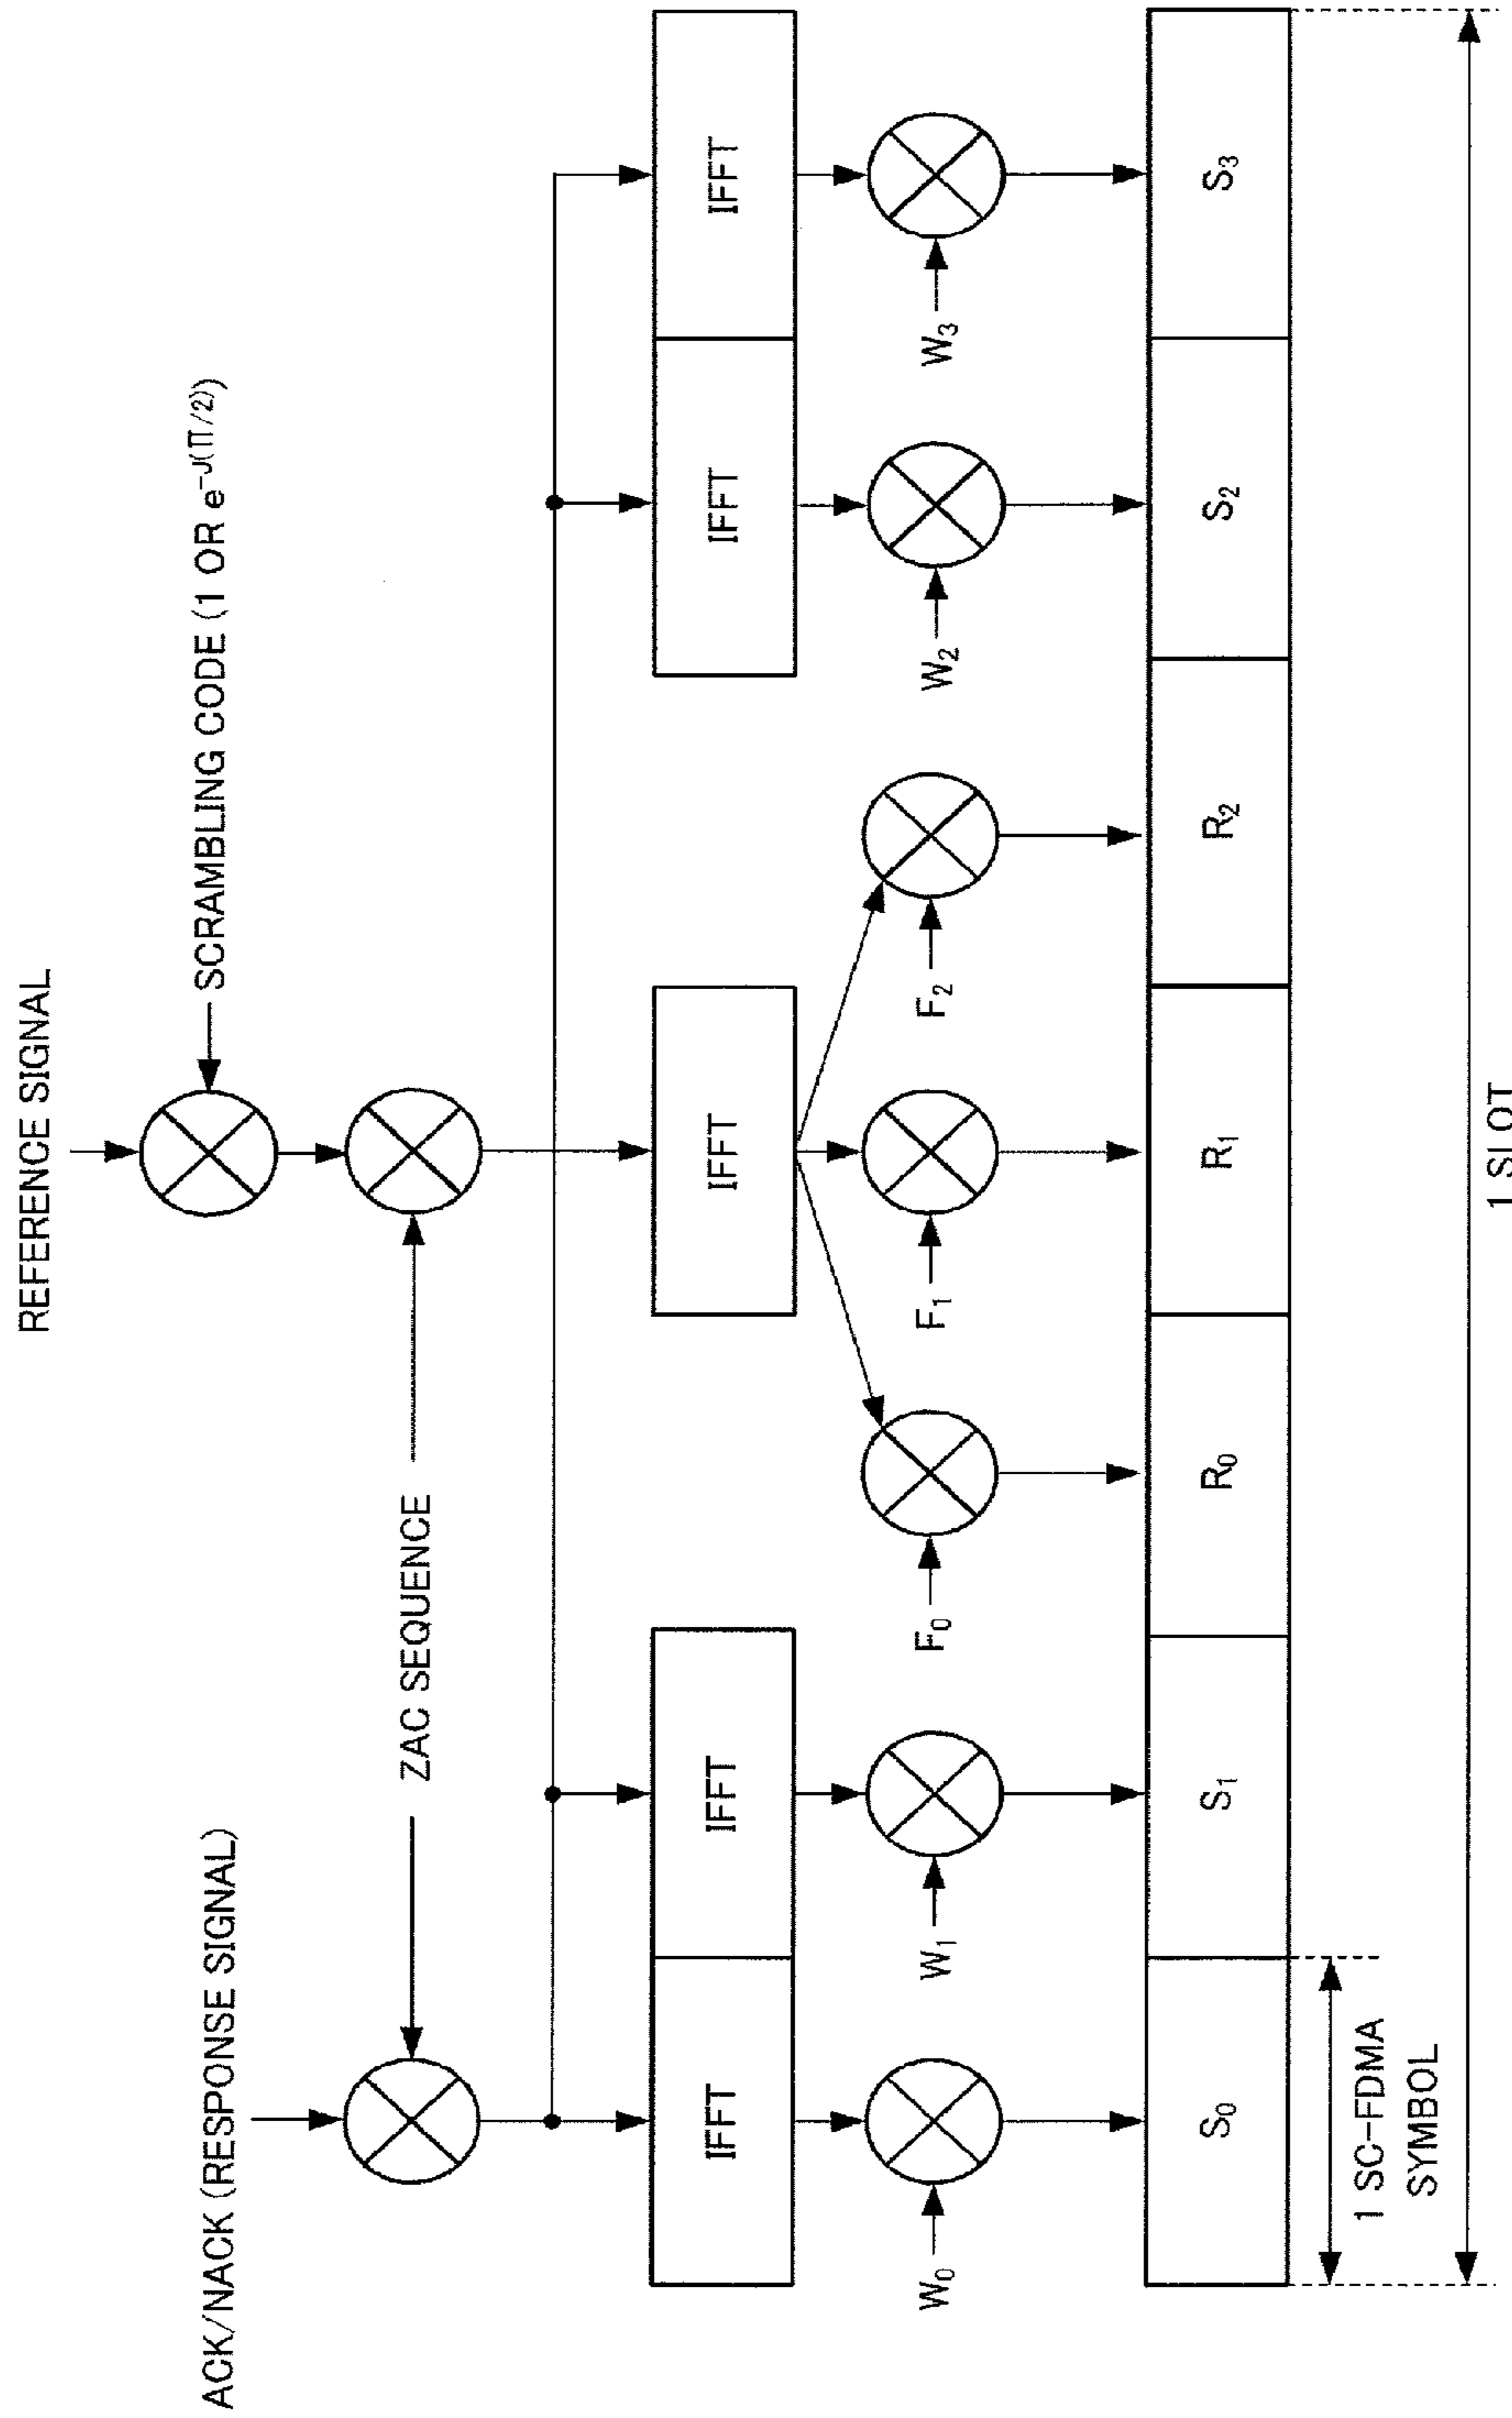 REFERENCE SIGNAL
SCRAMBLING CODE (1 OR e^-J(Π/2))
ACK/NACK (RESPONSE SIGNAL)
ZAC SEQUENCE
IFFT
IFFT
IFFT
IFFT
IFFT
W0
W1
F0
F1
F2
W2
W3
S0
S1
R0
R1
R2
S2
S3
1 SC-FDMA
SYMBOL
1 SLOT